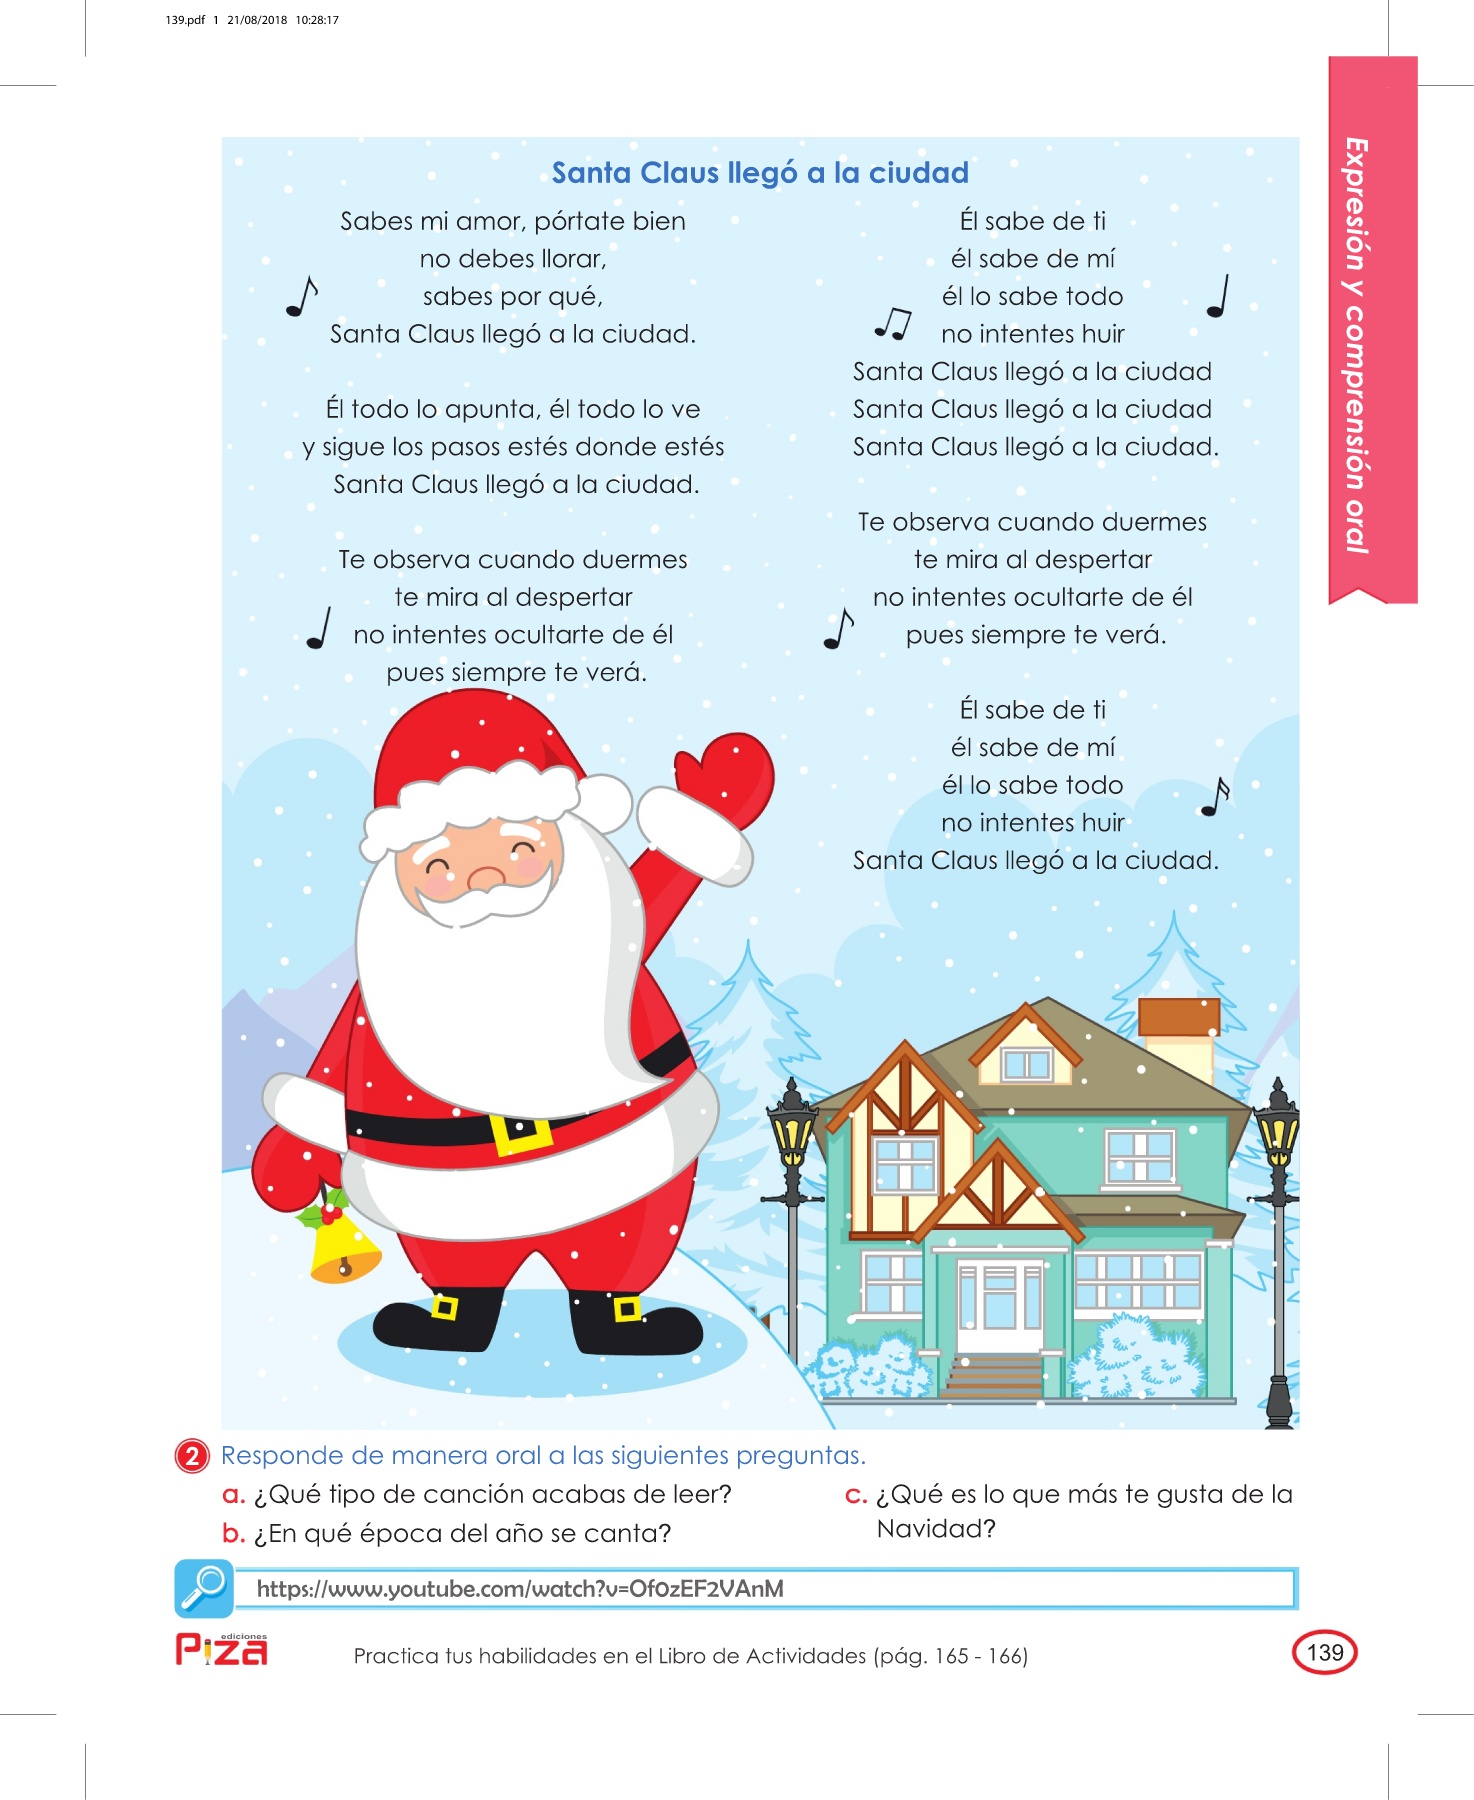 139.pdf 1 21/08/2018 10:28:17
Expresión y comprensión oral
Santa Claus llegó a la ciudad
Sabes mi amor, pórtate bien
no debes llorar,
sabes por qué,
Santa Claus llegó a la ciudad.
Él todo lo apunta, él todo lo ve
y sigue los pasos estés donde estés
Santa Claus llegó a la ciudad.
Te observa cuando duermes
te mira al despertar
no intentes ocultarte de él
pues siempre te verá.
Él sabe de ti
él sabe de mí
él lo sabe todo
no intentes huir
Santa Claus llegó a la ciudad
Santa Claus llegó a la ciudad
Santa Claus llegó a la ciudad.
Te observa cuando duermes
te mira al despertar
no intentes ocultarte de él
pues siempre te verá.
Él sabe de ti
él sabe de mí
él lo sabe todo
no intentes huir
Santa Claus llegó a la ciudad.
2 Responde de manera oral a las siguientes preguntas.
a. ¿Qué tipo de canción acabas de leer?
b. ¿En qué época del año se canta?
c. ¿Qué es lo que más te gusta de la
Navidad?
https://www.youtube.com/watch?v=Of0zEF2VAnM
ediciones
Piza
Practica tus habilidades en el Libro de Actividades (pág. 165 - 166)
139